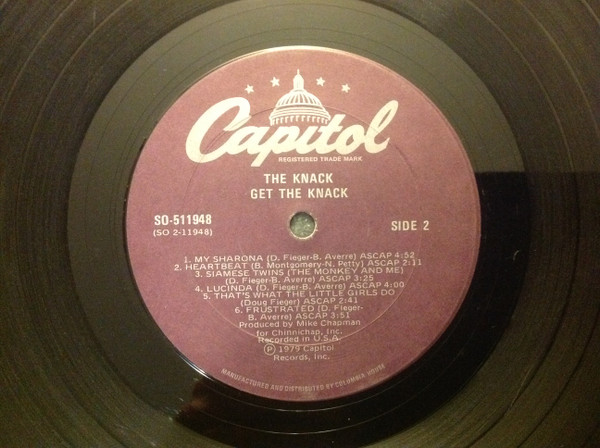 Capitol
REGISTERED TRADE MARK
THE KNACK
GET THE KNACK
SO-511948
(SO 2-11948)
SIDE 2
1. MY SHARONA (D. Fieger-B. Averre) ASCAP 4:52
2. HEARTBEAT (B. Montgomery-N. Petty) ASCAP 2:11
3. SIAMESE TWINS (THE MONKEY AND ME)
(D. Fieger-B. Averre) ASCAP 3:25
4. LUCINDA (D. Fieger-B. Averre) ASCAP 4:00
5. THAT'S WHAT THE LITTLE GIRLS DO
(Doug Fieger) ASCAP 2:41
6. FRUSTRATED (D. Fieger-
B. Averre) ASCAP 3:51
Produced by Mike Chapman
for Chinnichap, Inc.
Recorded in U.S.A.
Ⓟ 1979 Capitol
Records, Inc.
MANUFACTURED AND DISTRIBUTED BY COLUMBIA HOUSE